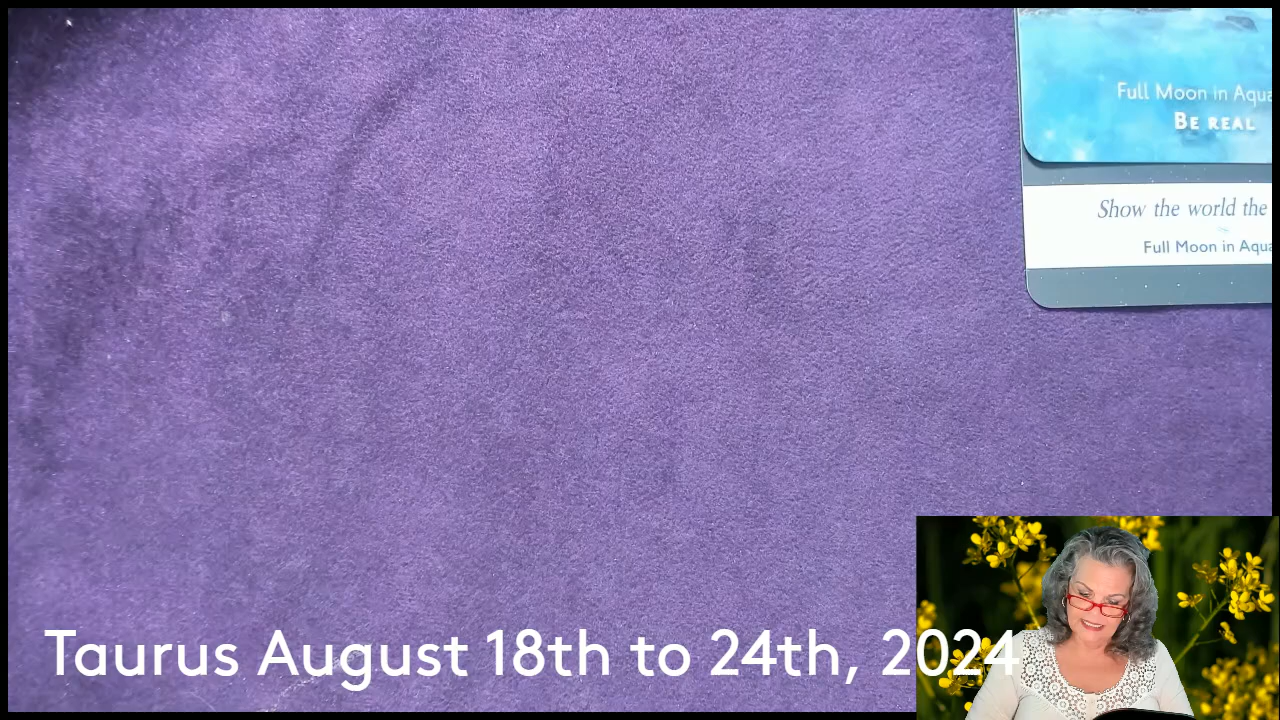 Full Moon in Aqua
BE REAL
Show the world the
Full Moon in Aqua
Taurus August 18th to 24th, 2024